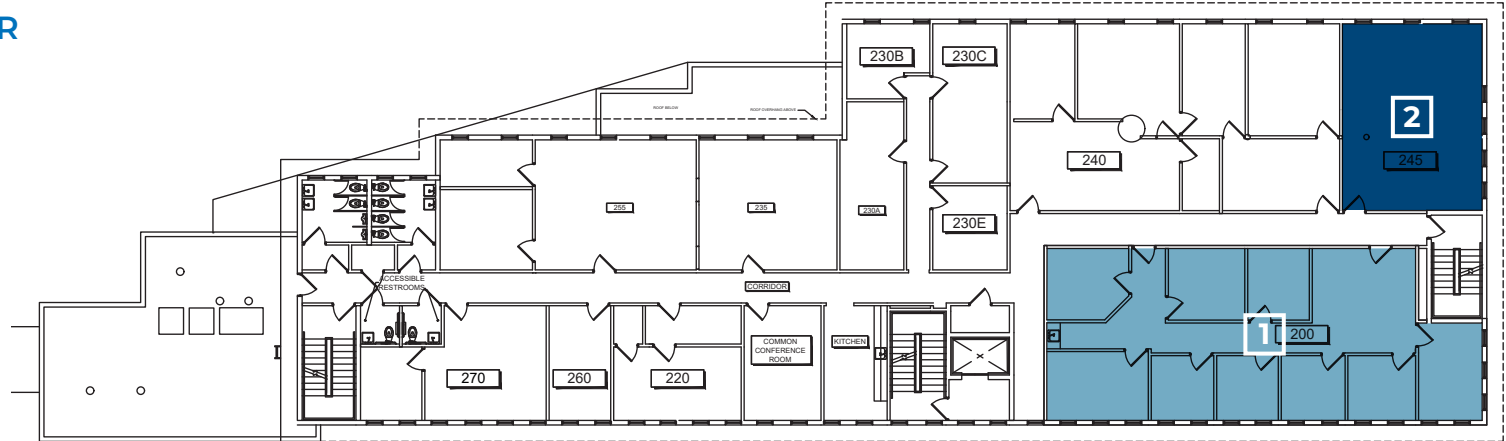 R
230B
230C
ROOF BELOW
ROOF OVERHANG ABOVE
2
240
245
255
235
230A
230E
ACCESSIBLE
RESTROOMS
CORRIDOR
1
200
COMMON
CONFERENCE
ROOM
KITCHEN
270
260
220